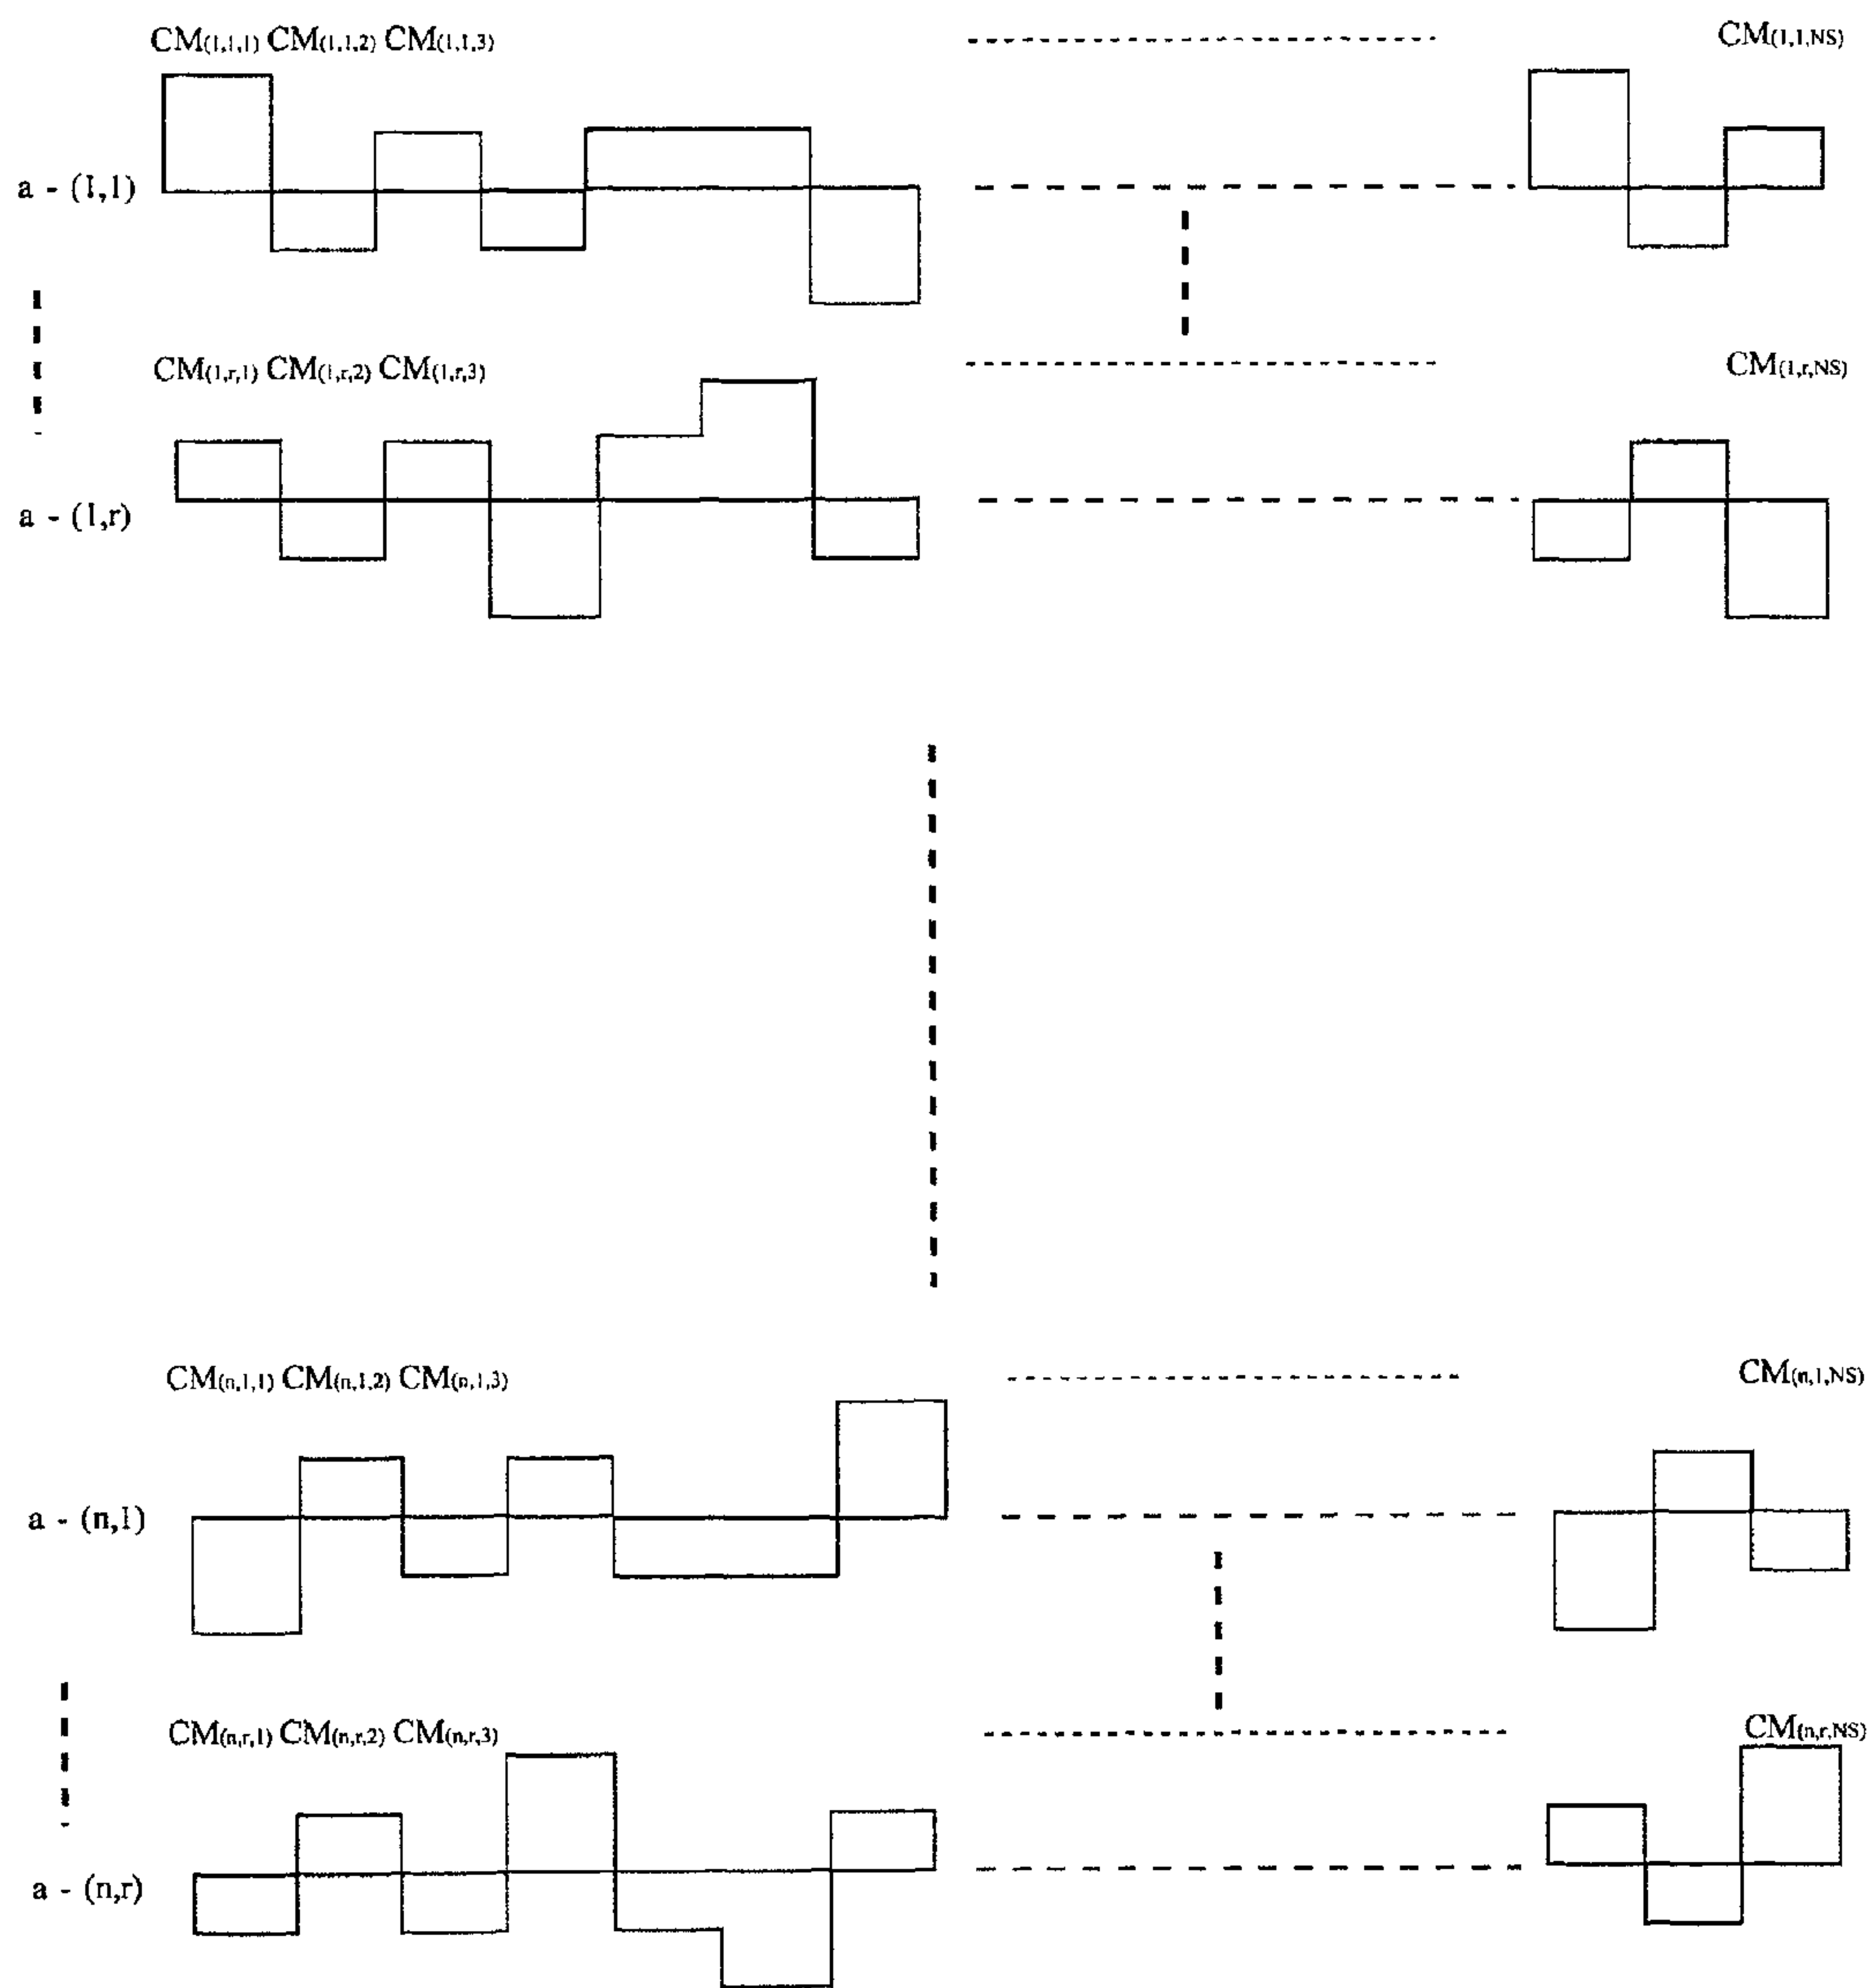 CM(1,1,1) CM(1,1,2) CM(1,1,3) CM(1,1,NS)
a - (1,1)
CM(1,r,1) CM(1,r,2) CM(1,r,3) CM(1,r,NS)
a - (1,r)
CM(n,1,1) CM(n,1,2) CM(n,1,3) CM(n,1,NS)
a - (n,1)
CM(n,r,1) CM(n,r,2) CM(n,r,3) CM(n,r,NS)
a - (n,r)